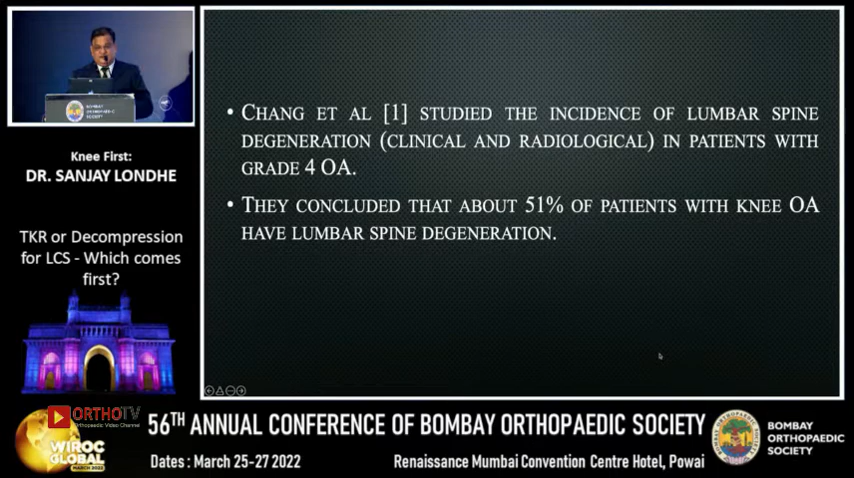 Knee First:
DR. SANJAY LONDHE
TKR or Decompression
for LCS - Which comes
first?
• CHANG ET AL [1] STUDIED THE INCIDENCE OF LUMBAR SPINE
DEGENERATION (CLINICAL AND RADIOLOGICAL) IN PATIENTS WITH
GRADE 4 OA.
• THEY CONCLUDED THAT ABOUT 51% OF PATIENTS WITH KNEE OA
HAVE LUMBAR SPINE DEGENERATION.
ORTHOTV
Orthopaedic Video Channel
WIROC
GLOBAL
MARCH 2022
56TH ANNUAL CONFERENCE OF BOMBAY ORTHOPAEDIC SOCIETY
Dates : March 25-27 2022
Renaissance Mumbai Convention Centre Hotel, Powai
BOMBAY
ORTHOPAEDIC
SOCIETY